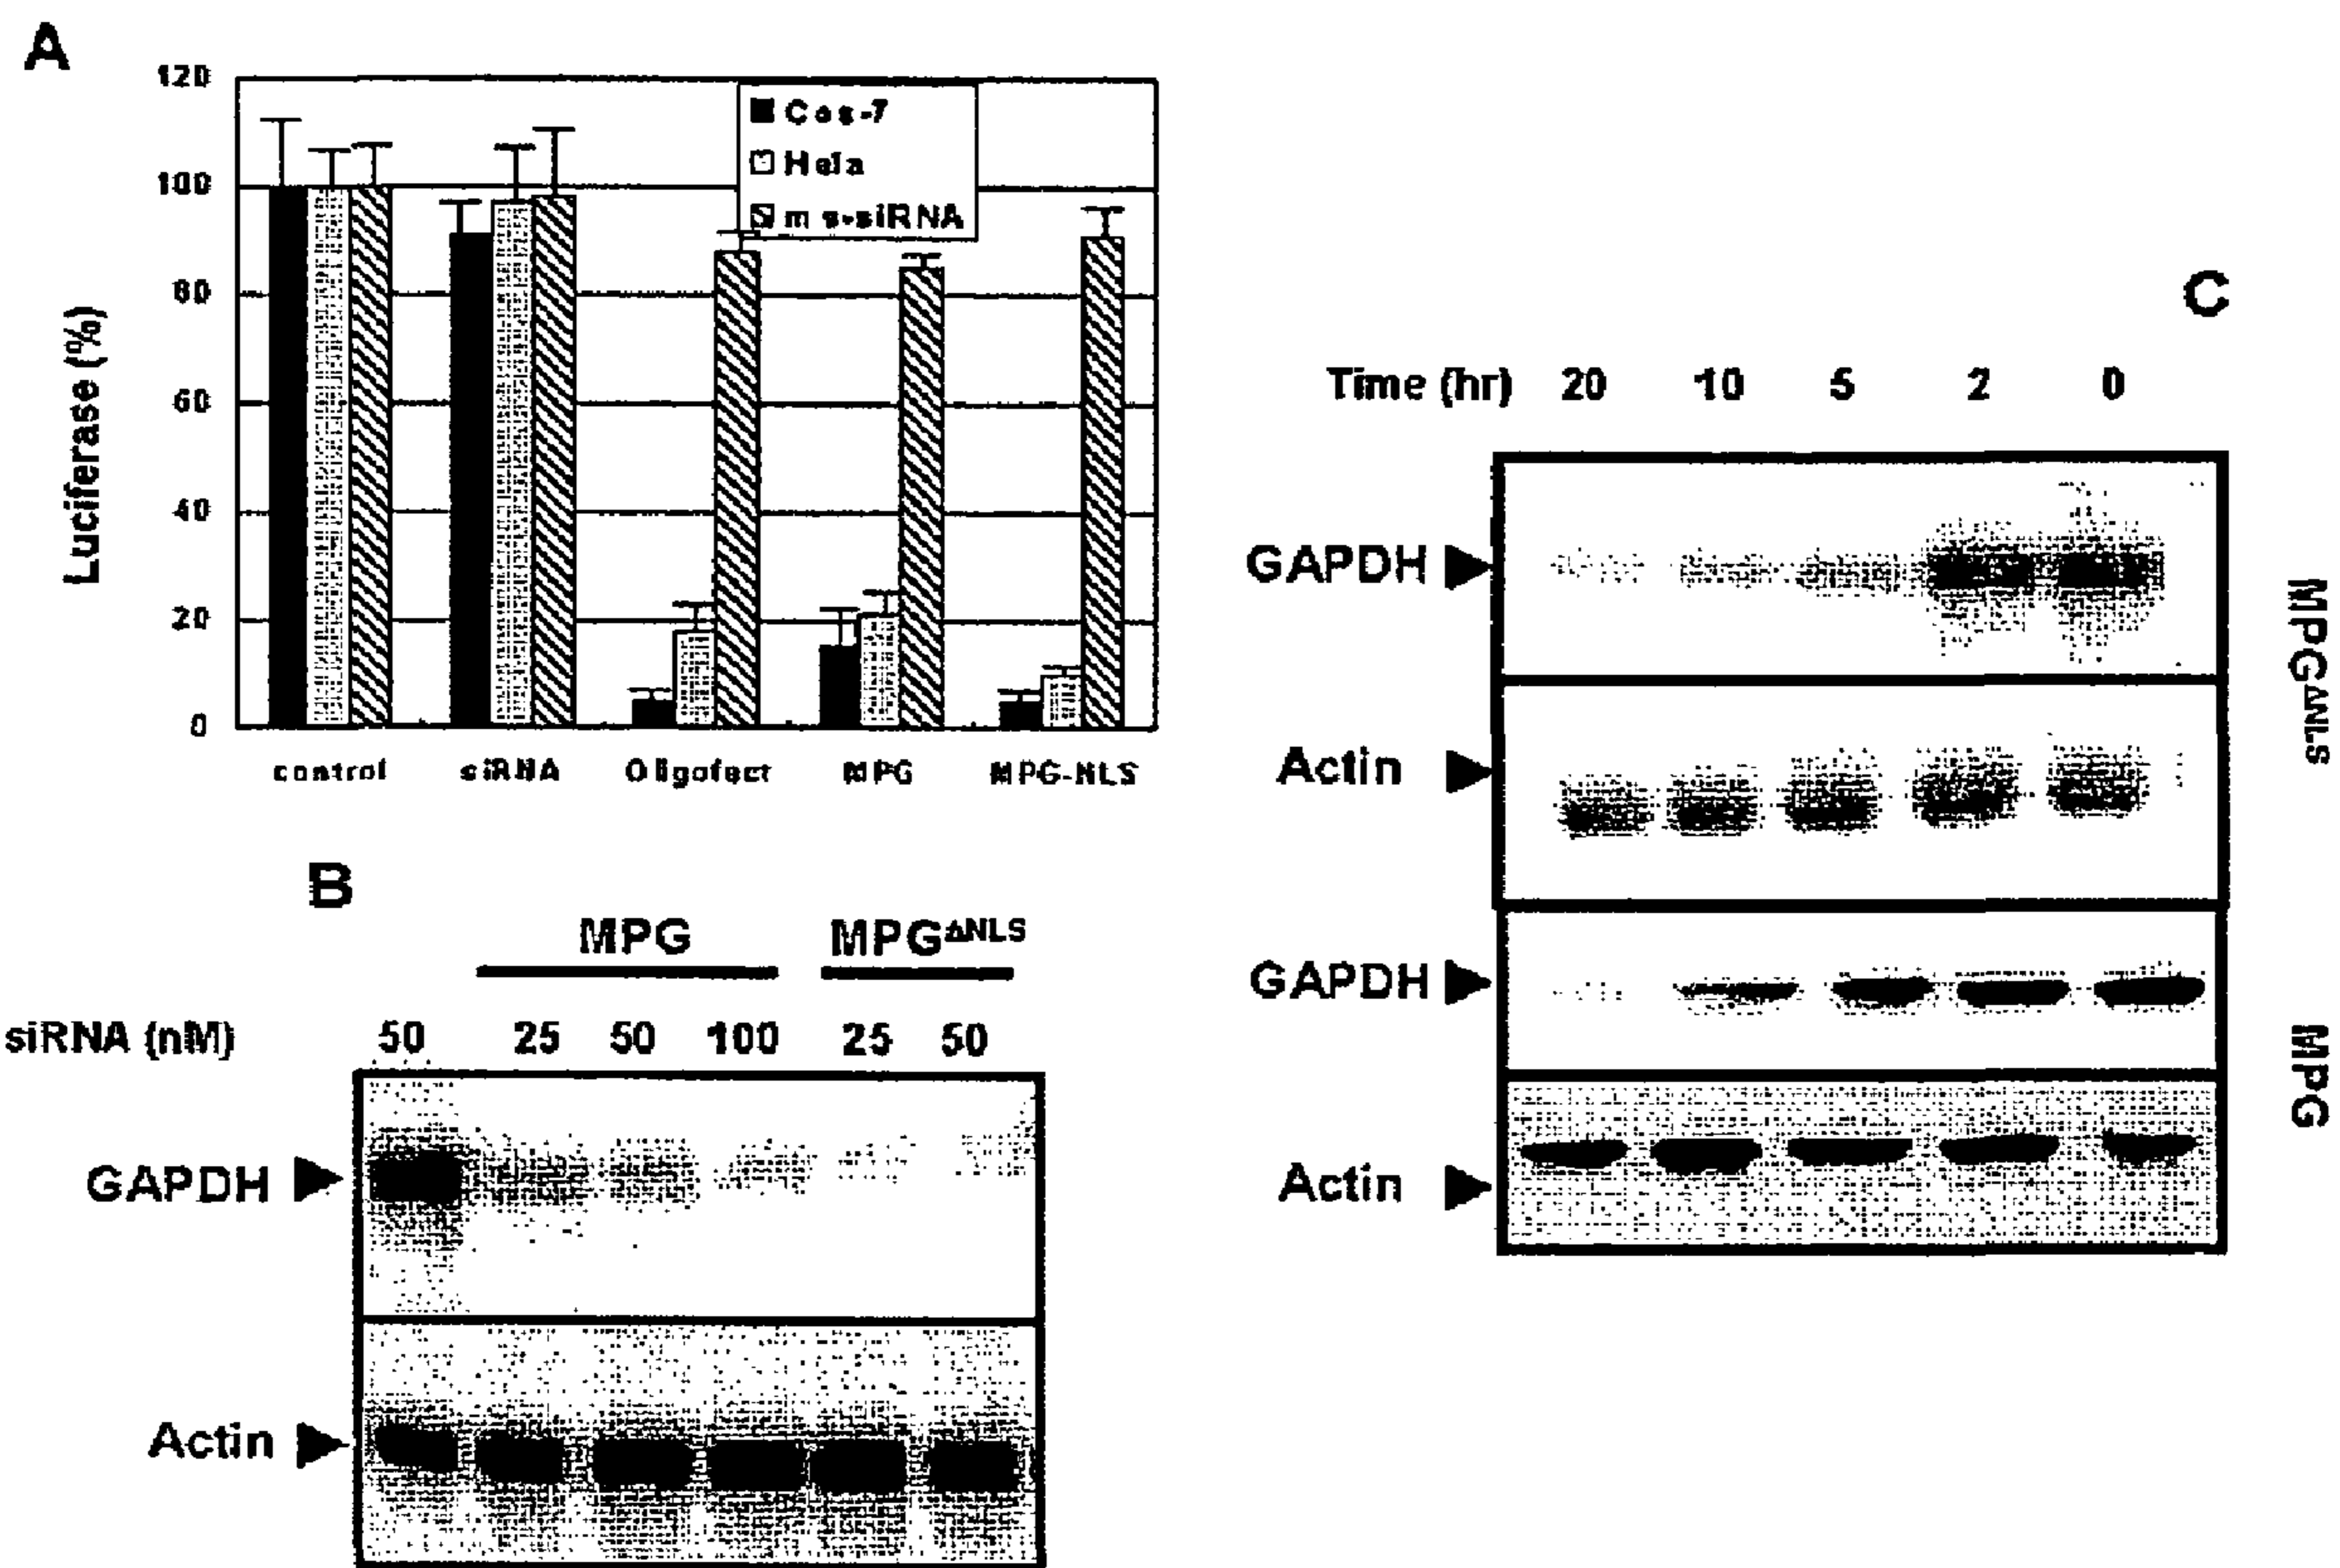 A
120
100
80
60
40
20
0
Luciferase (%)
Cos-7
Hela
ms-siRNA
control
siRNA
Oligofect
MPG
MPG-NLS
B
MPG
MPGΔNLS
siRNA (nM) 50 25 50 100 25 50
GAPDH
Actin
C
Time (hr) 20 10 5 2 0
GAPDH
Actin
MPGΔNLS
GAPDH
Actin
MPG